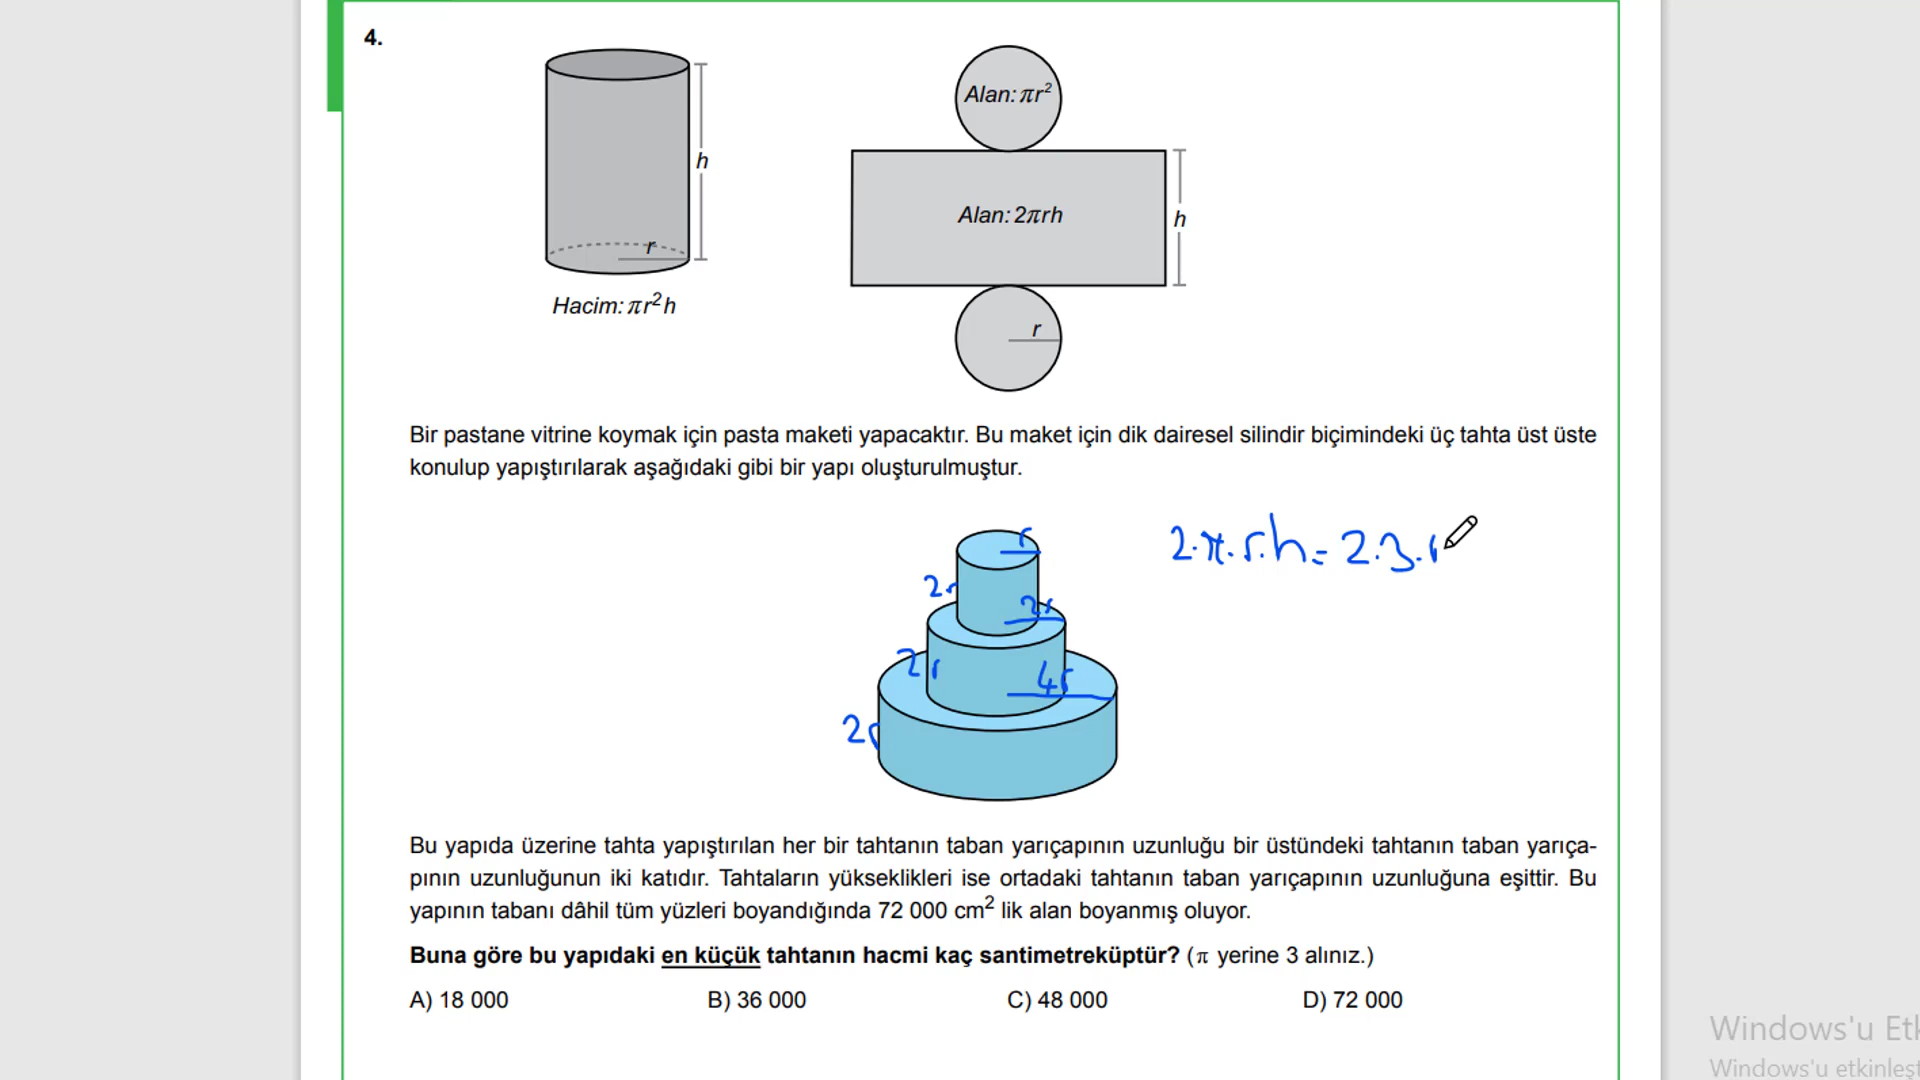 4.
h
r
Hacim: πr²h
Alan: πr²
Alan: 2πrh
h
r
Bir pastane vitrine koymak için pasta maketi yapacaktır. Bu maket için dik dairesel silindir biçimindeki üç tahta üst üste
konulup yapıştırılarak aşağıdaki gibi bir yapı oluşturulmuştur.
r
2r
2r
2r
4r
2r
2.π.r.h = 2.3.r
Bu yapıda üzerine tahta yapıştırılan her bir tahtanın taban yarıçapının uzunluğu bir üstündeki tahtanın taban yarıça-
pının uzunluğunun iki katıdır. Tahtaların yükseklikleri ise ortadaki tahtanın taban yarıçapının uzunluğuna eşittir. Bu
yapının tabanı dâhil tüm yüzleri boyandığında 72 000 cm² lik alan boyanmış oluyor.
Buna göre bu yapıdaki en küçük tahtanın hacmi kaç santimetreküptür? (π yerine 3 alınız.)
A) 18 000 B) 36 000 C) 48 000 D) 72 000
Windows'u Etk
Windows'u etkinleşt